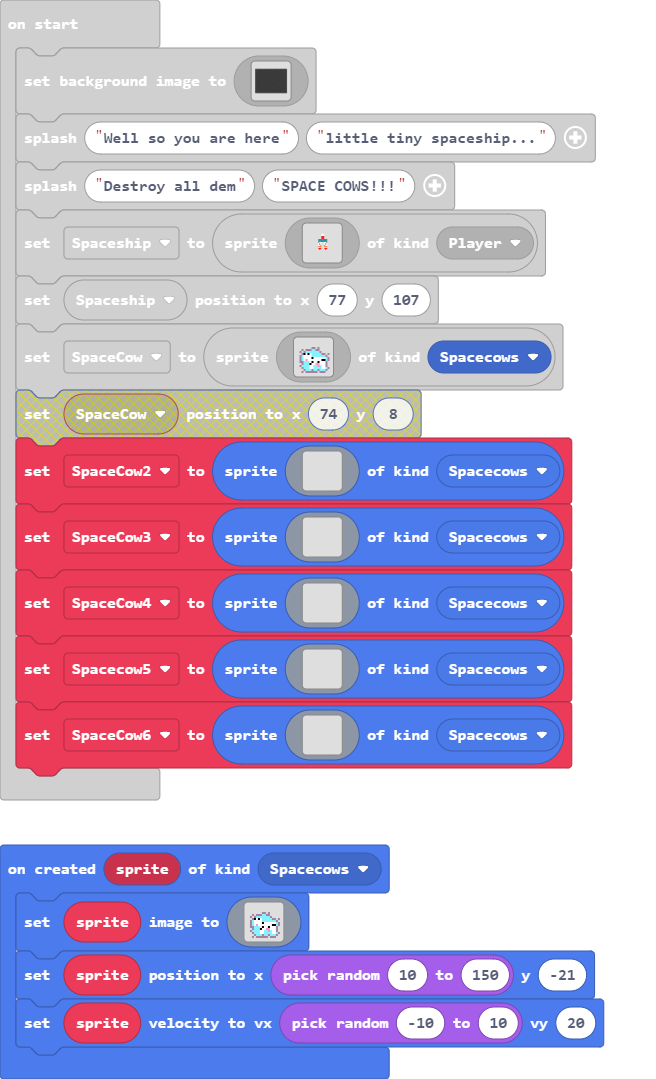 on start
set background image to
splash "Well so you are here" "little tiny spaceship..."
splash "Destroy all dem" "SPACE COWS!!!"
set Spaceship to sprite of kind Player
set Spaceship position to x 77 y 107
set SpaceCow to sprite of kind Spacecows
set SpaceCow position to x 74 y 8
set SpaceCow2 to sprite of kind Spacecows
set SpaceCow3 to sprite of kind Spacecows
set SpaceCow4 to sprite of kind Spacecows
set Spacecow5 to sprite of kind Spacecows
set SpaceCow6 to sprite of kind Spacecows
on created sprite of kind Spacecows
set sprite image to
set sprite position to x pick random 10 to 150 y -21
set sprite velocity to vx pick random -10 to 10 vy 20